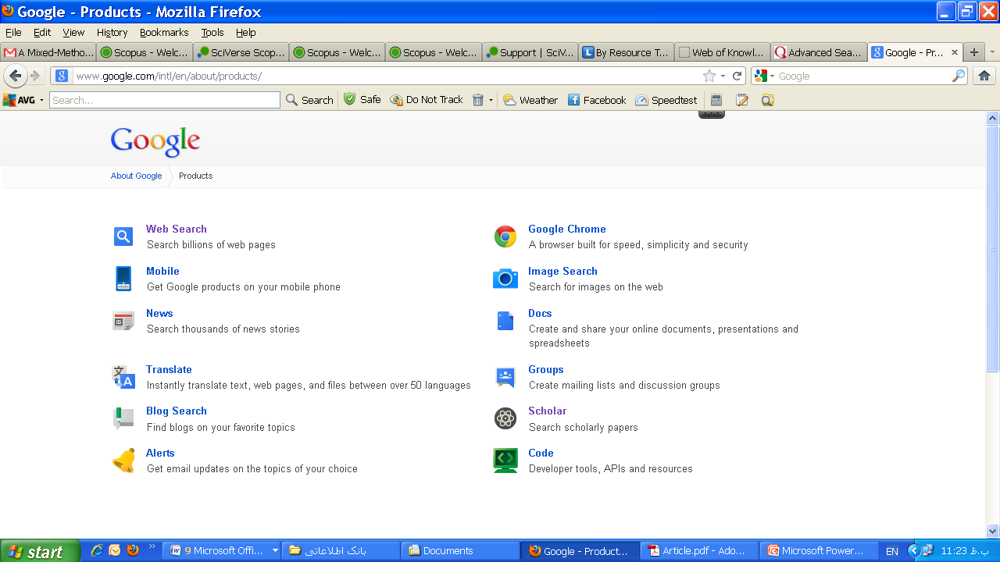 Google - Products - Mozilla Firefox
File Edit View History Bookmarks Tools Help
A Mixed-Metho... Scopus - Welc... SciVerse Scop... Scopus - Welc... Scopus - Welc... Support | SciV... By Resource T... Web of Knowl... Advanced Sea... Google - Pr...
www.google.com/intl/en/about/products/ Google
AVG Search... Search Safe Do Not Track Weather Facebook Speedtest
Google
About Google Products
Web Search
Search billions of web pages
Google Chrome
A browser built for speed, simplicity and security
Mobile
Get Google products on your mobile phone
Image Search
Search for images on the web
News
Search thousands of news stories
Docs
Create and share your online documents, presentations and
spreadsheets
Translate
Instantly translate text, web pages, and files between over 50 languages
Groups
Create mailing lists and discussion groups
Blog Search
Find blogs on your favorite topics
Scholar
Search scholarly papers
Alerts
Get email updates on the topics of your choice
Code
Developer tools, APIs and resources
start 9 Microsoft Offi... بانک اطلاعاتی Documents Google - Product... Article.pdf - Ado... Microsoft Power... EN 11:23 ب.ظ